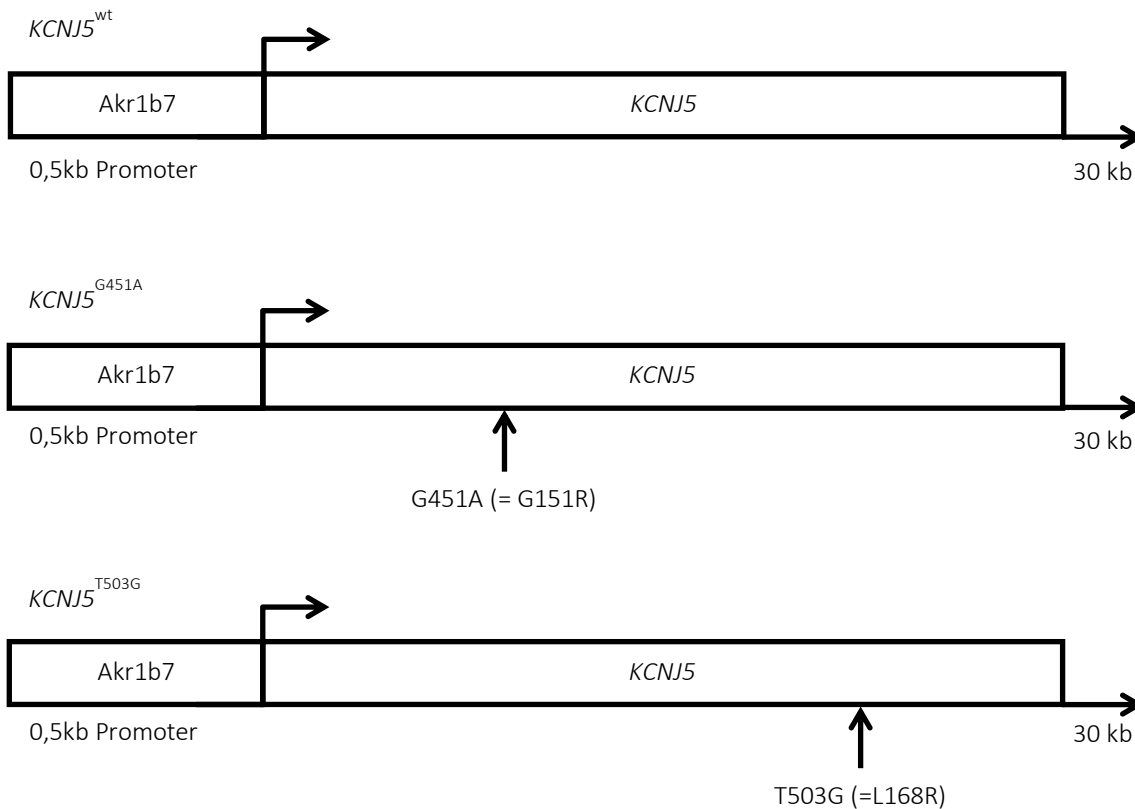 KCNJ5wt
Akr1b7 KCNJ5
0,5kb Promoter 30 kb
KCNJ5G451A
Akr1b7 KCNJ5
0,5kb Promoter 30 kb
G451A (= G151R)
KCNJ5T503G
Akr1b7 KCNJ5
0,5kb Promoter 30 kb
T503G (=L168R)